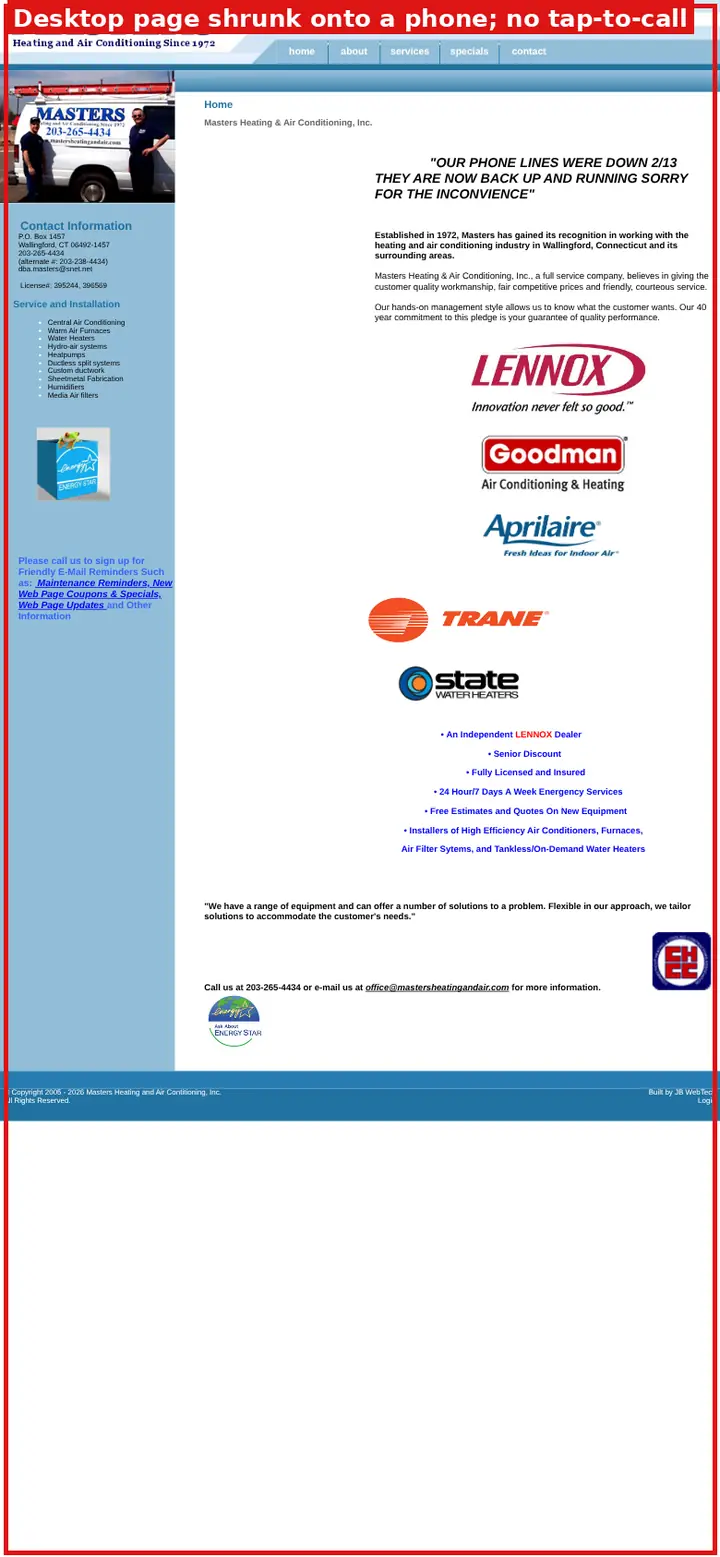 Desktop page shrunk onto a phone; no tap-to-call
Heating and Air Conditioning Since 1972
home
about
services
specials
contact
MASTERS
203-265-4434
mastersheatingandair.com
Home
Masters Heating & Air Conditioning, Inc.
"OUR PHONE LINES WERE DOWN 2/13
THEY ARE NOW BACK UP AND RUNNING SORRY
FOR THE INCONVIENCE"
Contact Information
P.O. Box 1457
Wallingford, CT 06492-1457
203-265-4434
(alternate #: 203-238-4434)
dba.masters@snet.net
License#: 395244, 396569
Service and Installation
Central Air Conditioning
Warm Air Furnaces
Water Heaters
Hydro-air systems
Heatpumps
Ductless split systems
Custom ductwork
Sheetmetal Fabrication
Humidifiers
Media Air filters
energy
ENERGY STAR
Please call us to sign up for
Friendly E-Mail Reminders Such
as: Maintenance Reminders, New
Web Page Coupons & Specials,
Web Page Updates and Other
Information
Established in 1972, Masters has gained its recognition in working with the
heating and air conditioning industry in Wallingford, Connecticut and its
surrounding areas.
Masters Heating & Air Conditioning, Inc., a full service company, believes in giving the
customer quality workmanship, fair competitive prices and friendly, courteous service.
Our hands-on management style allows us to know what the customer wants. Our 40
year commitment to this pledge is your guarantee of quality performance.
LENNOX
Innovation never felt so good.™
Goodman®
Air Conditioning & Heating
Aprilaire®
Fresh Ideas for Indoor Air℠
TRANE®
state
WATER HEATERS
• An Independent LENNOX Dealer
• Senior Discount
• Fully Licensed and Insured
• 24 Hour/7 Days A Week Energency Services
• Free Estimates and Quotes On New Equipment
• Installers of High Efficiency Air Conditioners, Furnaces,
Air Filter Sytems, and Tankless/On-Demand Water Heaters
"We have a range of equipment and can offer a number of solutions to a problem. Flexible in our approach, we tailor
solutions to accommodate the customer's needs."
Call us at 203-265-4434 or e-mail us at office@mastersheatingandair.com for more information.
energy
Ask About
ENERGY STAR
Copyright 2005 - 2026 Masters Heating and Air Conditioning, Inc.
Built by JB WebTec
All Rights Reserved.
Logi